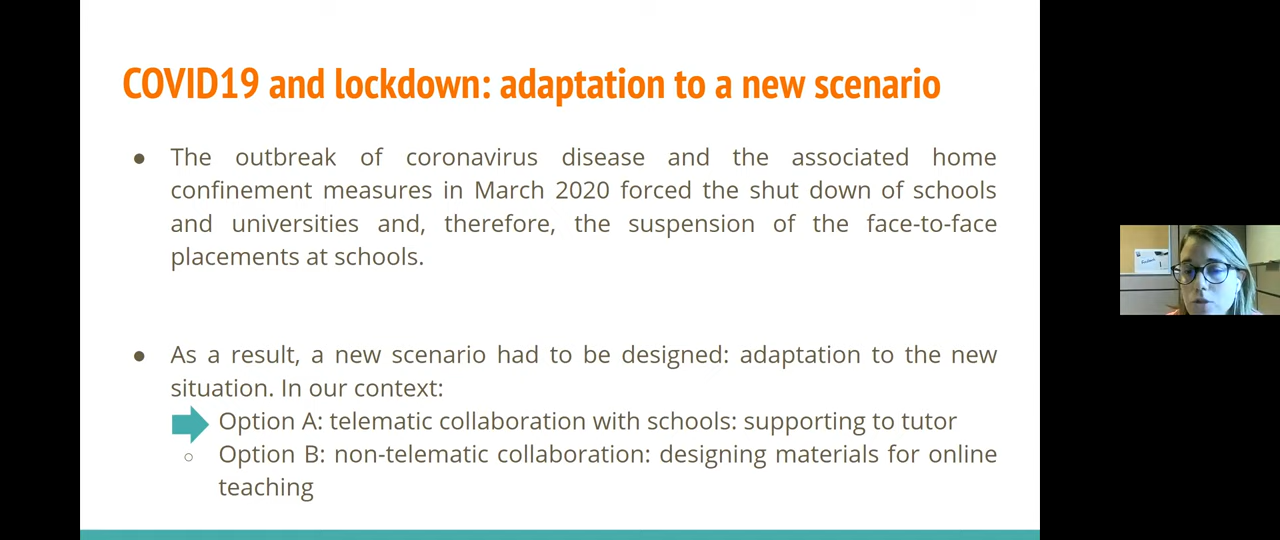 COVID19 and lockdown: adaptation to a new scenario
● The outbreak of coronavirus disease and the associated home
confinement measures in March 2020 forced the shut down of schools
and universities and, therefore, the suspension of the face-to-face
placements at schools.
● As a result, a new scenario had to be designed: adaptation to the new
situation. In our context:
Option A: telematic collaboration with schools: supporting to tutor
○ Option B: non-telematic collaboration: designing materials for online
teaching